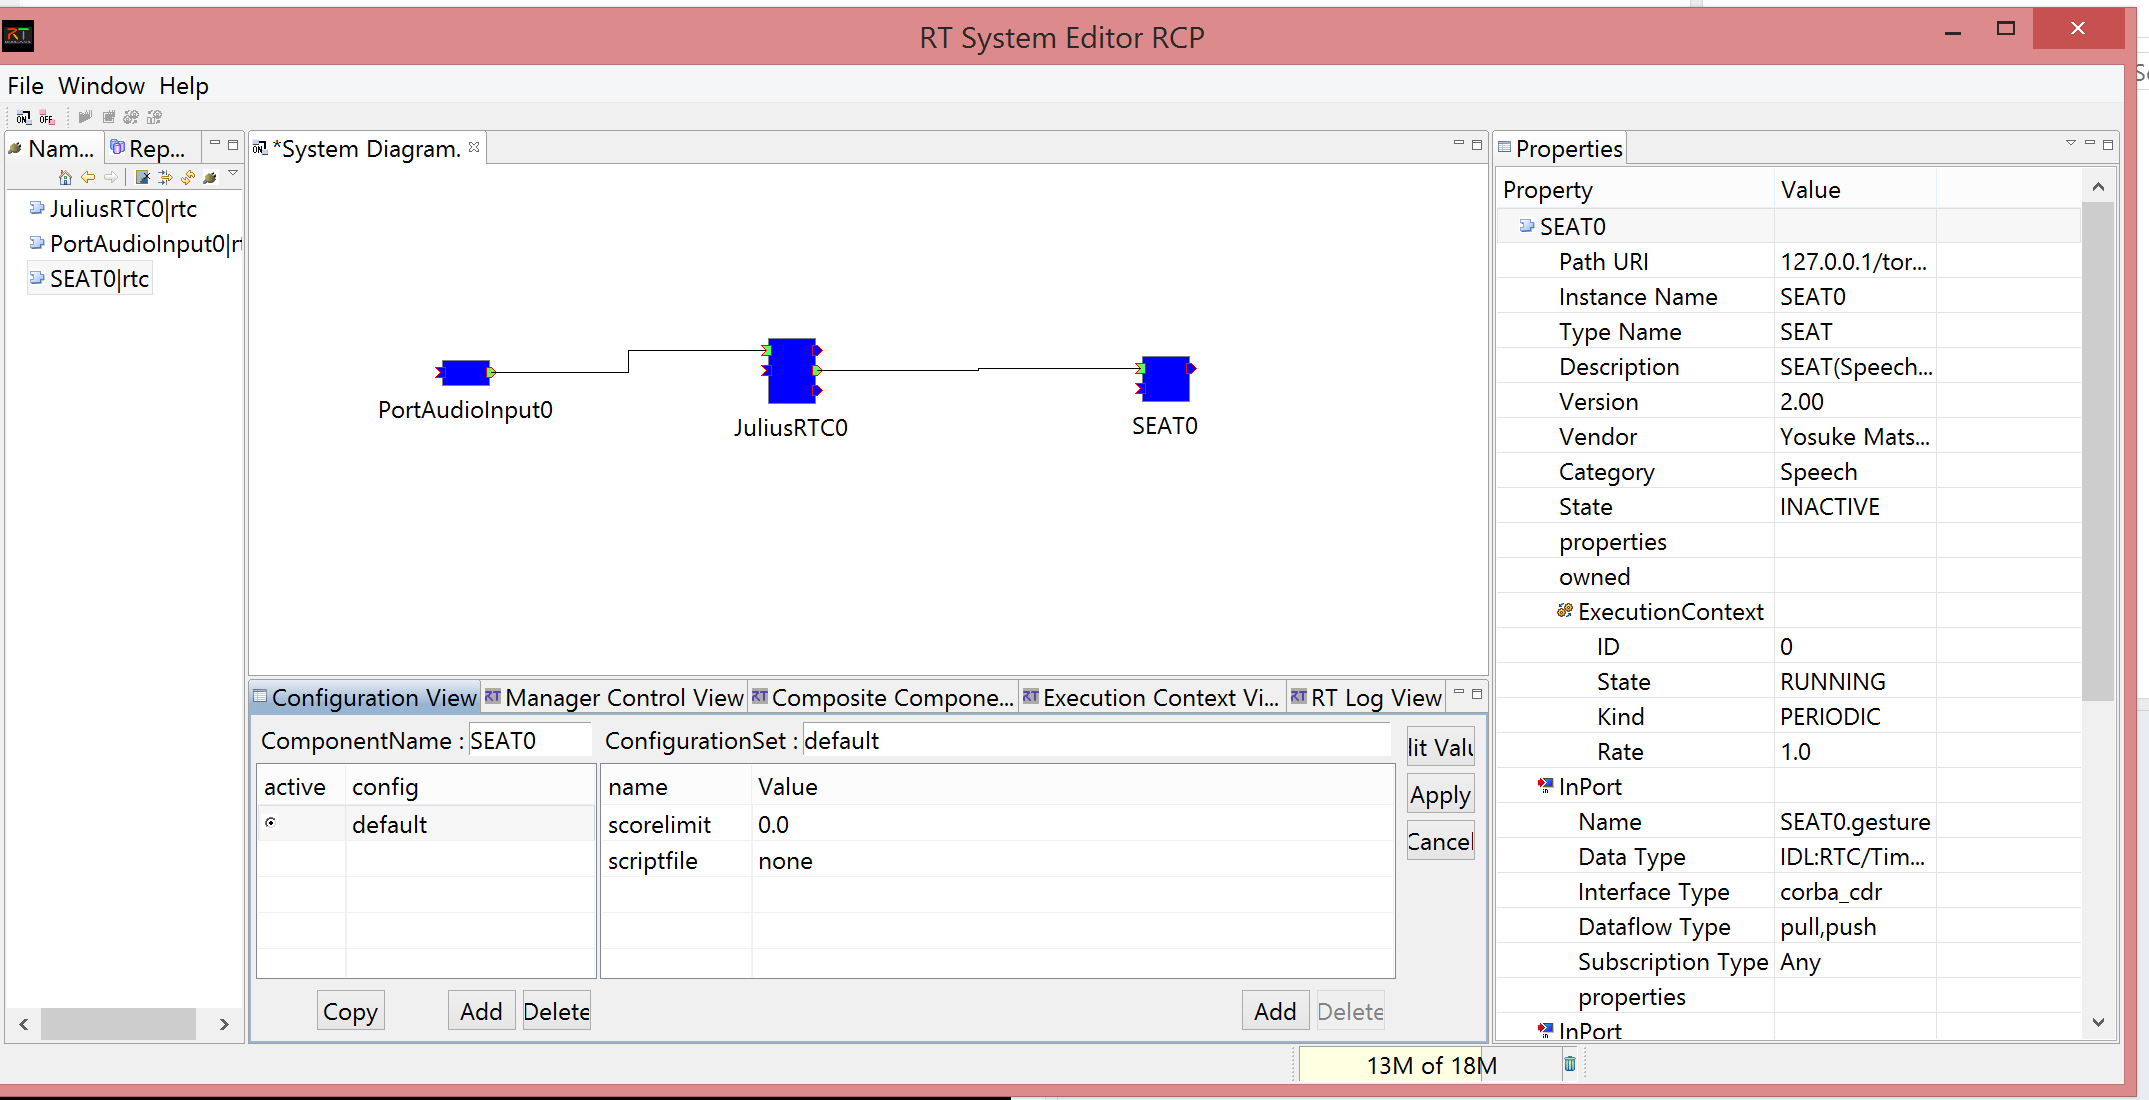 RT System Editor RCP
File Window Help
Nam... Rep...
JuliusRTC0|rtc
PortAudioInput0|rt
SEAT0|rtc
*System Diagram.
PortAudioInput0
JuliusRTC0
SEAT0
Configuration View Manager Control View Composite Compone... Execution Context Vi... RT Log View
ComponentName : SEAT0 ConfigurationSet : default
active config
default
name Value
scorelimit 0.0
scriptfile none
dit Valu
Apply
Cancel
Copy Add Delete Add Delete
Properties
Property Value
SEAT0
Path URI 127.0.0.1/tor...
Instance Name SEAT0
Type Name SEAT
Description SEAT(Speech...
Version 2.00
Vendor Yosuke Mats...
Category Speech
State INACTIVE
properties
owned
ExecutionContext
ID 0
State RUNNING
Kind PERIODIC
Rate 1.0
InPort
Name SEAT0.gesture
Data Type IDL:RTC/Tim...
Interface Type corba_cdr
Dataflow Type pull,push
Subscription Type Any
properties
InPort
13M of 18M